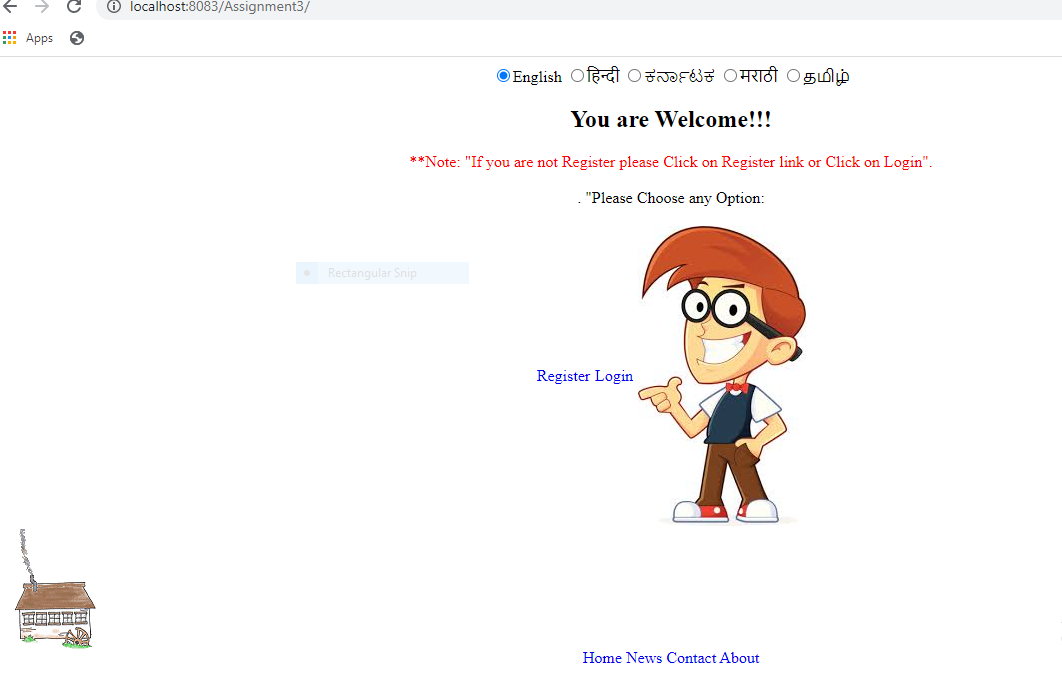 localhost:8083/Assignment3/
Apps
English हिन्दी ಕರ್ನಾಟಕ मराठी தமிழ்
You are Welcome!!!
**Note: "If you are not Register please Click on Register link or Click on Login".
. "Please Choose any Option:
Rectangular Snip
Register Login
Home News Contact About